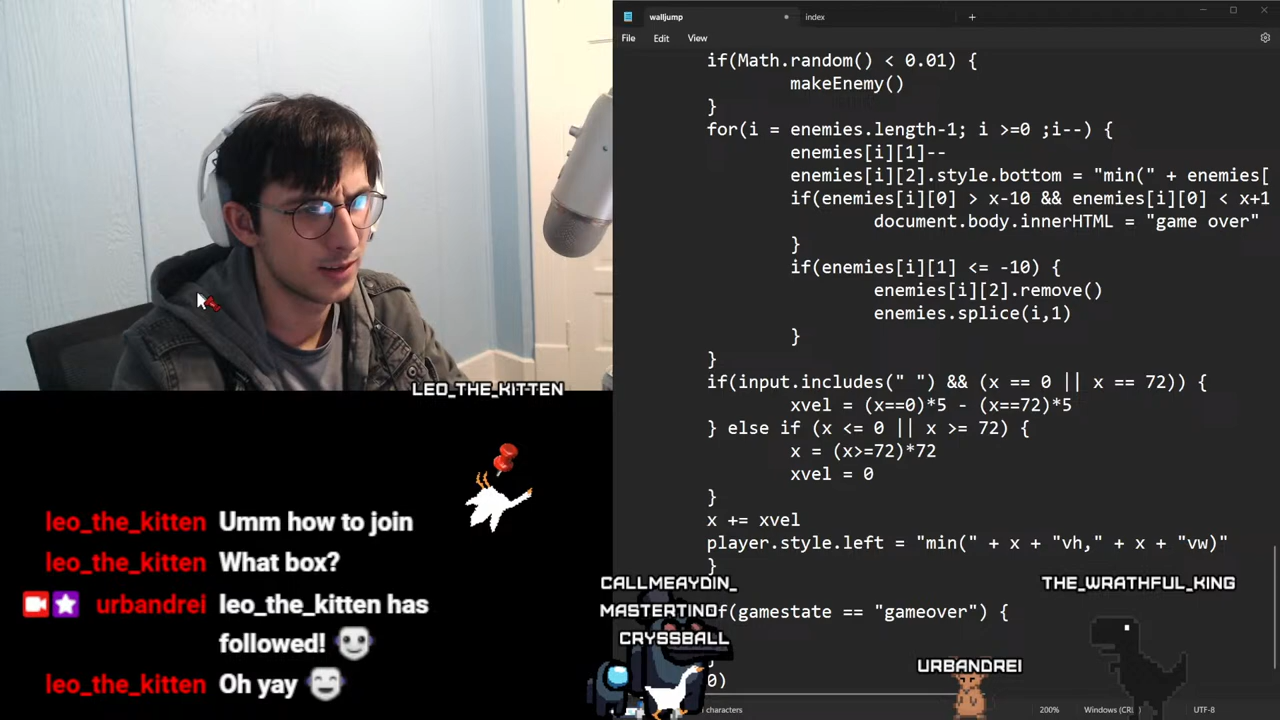 walljump
index
File Edit View
if(Math.random() < 0.01) {
makeEnemy()
}
for(i = enemies.length-1; i >=0 ;i--) {
enemies[i][1]--
enemies[i][2].style.bottom = "min(" + enemies[
if(enemies[i][0] > x-10 && enemies[i][0] < x+1
document.body.innerHTML = "game over"
}
if(enemies[i][1] <= -10) {
enemies[i][2].remove()
enemies.splice(i,1)
}
}
if(input.includes(" ") && (x == 0 || x == 72)) {
xvel = (x==0)*5 - (x==72)*5
} else if (x <= 0 || x >= 72) {
x = (x>=72)*72
xvel = 0
}
x += xvel
player.style.left = "min(" + x + "vh," + x + "vw)"
}
f(gamestate == "gameover") {
0)
characters
200%
Windows (CRL
UTF-8
LEO_THE_KITTEN
leo_the_kitten Umm how to join
leo_the_kitten What box?
urbandrei leo_the_kitten has
followed!
leo_the_kitten Oh yay
CALLMEAYDIN_
MASTERTINO
CRYSSBALL
URBANDREI
THE_WRATHFUL_KING